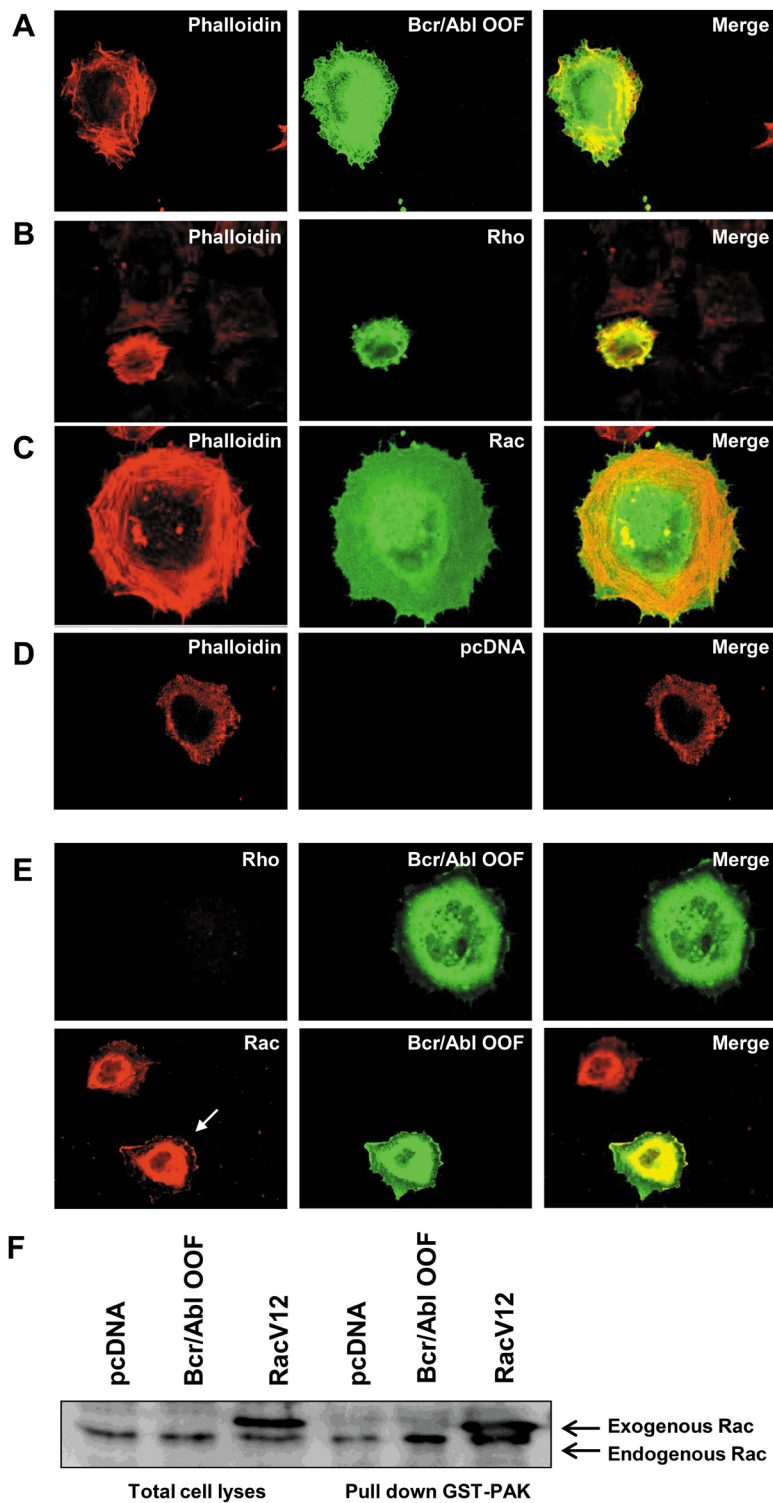 A
Phalloidin
Bcr/Abl OOF
Merge
B
Phalloidin
Rho
Merge
C
Phalloidin
Rac
Merge
D
Phalloidin
pcDNA
Merge
E
Rho
Bcr/Abl OOF
Merge
Rac
Bcr/Abl OOF
Merge
F
pcDNA
Bcr/Abl OOF
RacV12
pcDNA
Bcr/Abl OOF
RacV12
Exogenous Rac
Endogenous Rac
Total cell lyses
Pull down GST-PAK